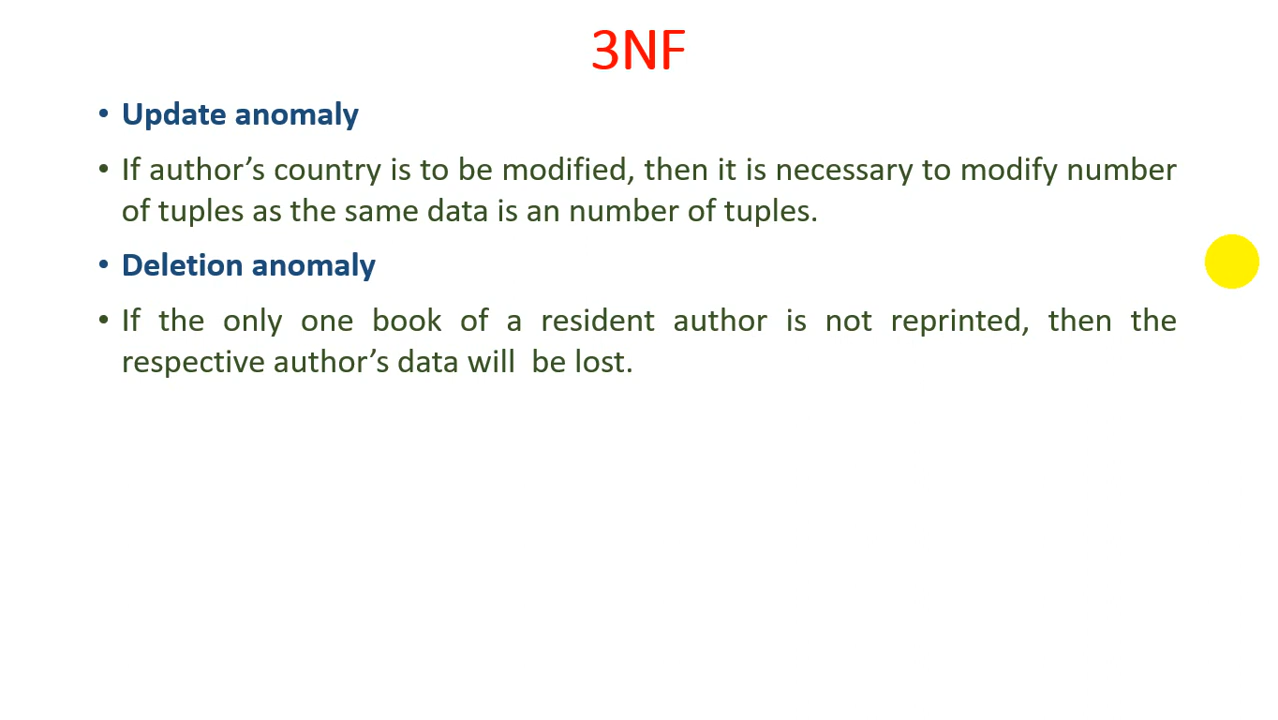 3NF
• Update anomaly
• If author’s country is to be modified, then it is necessary to modify number
of tuples as the same data is an number of tuples.
• Deletion anomaly
• If the only one book of a resident author is not reprinted, then the
respective author’s data will  be lost.